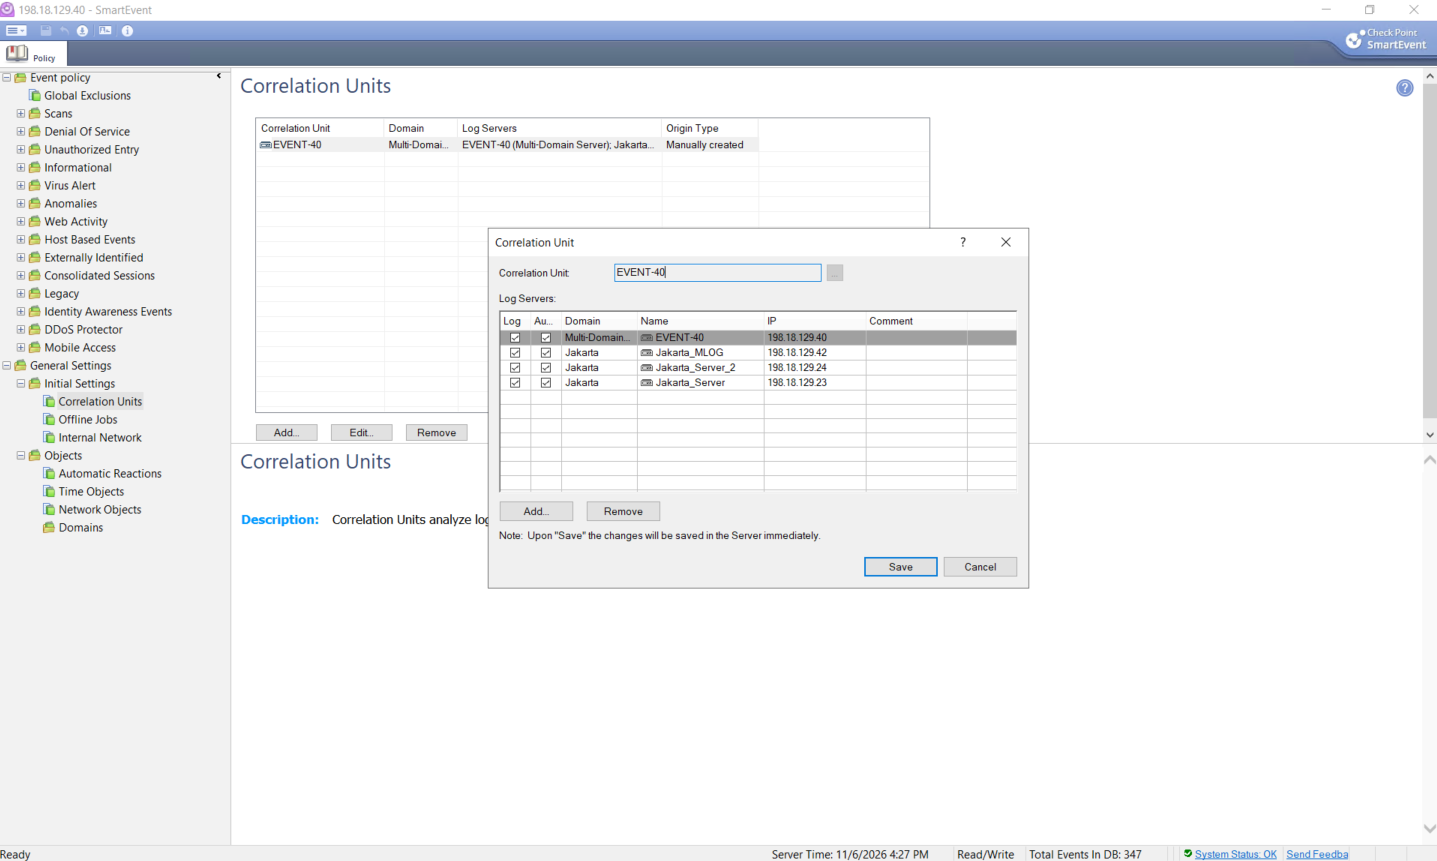 198.18.129.40 - SmartEvent
Check Point
SmartEvent
Policy
Event policy
Global Exclusions
Scans
Denial Of Service
Unauthorized Entry
Informational
Virus Alert
Anomalies
Web Activity
Host Based Events
Externally Identified
Consolidated Sessions
Legacy
Identity Awareness Events
DDoS Protector
Mobile Access
General Settings
Initial Settings
Correlation Units
Offline Jobs
Internal Network
Objects
Automatic Reactions
Time Objects
Network Objects
Domains
Correlation Units
?
Correlation Unit Domain Log Servers Origin Type
EVENT-40 Multi-Domai... EVENT-40 (Multi-Domain Server); Jakarta... Manually created
Add... Edit... Remove
Correlation Units
Description: Correlation Units analyze log
Correlation Unit ?
Correlation Unit: EVENT-40 ...
Log Servers:
Log Au... Domain Name IP Comment
Multi-Domain... EVENT-40 198.18.129.40
Jakarta Jakarta_MLOG 198.18.129.42
Jakarta Jakarta_Server_2 198.18.129.24
Jakarta Jakarta_Server 198.18.129.23
Add... Remove
Note: Upon "Save" the changes will be saved in the Server immediately.
Save Cancel
Ready Server Time: 11/6/2026 4:27 PM Read/Write Total Events In DB: 347 System Status: OK Send Feedba